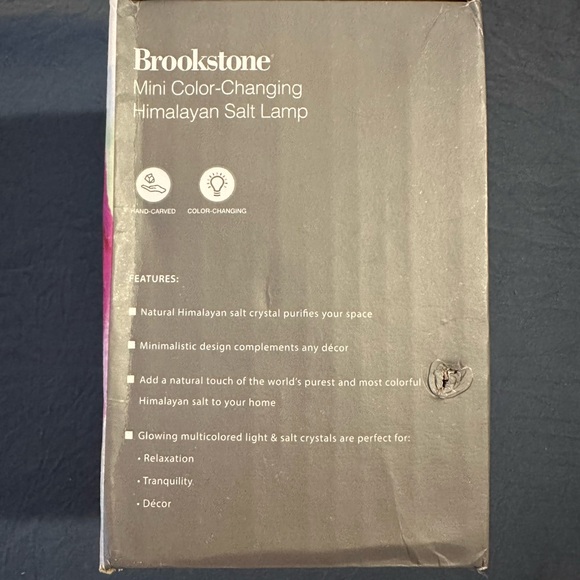 Brookstone
Mini Color-Changing
Himalayan Salt Lamp
HAND-CARVED COLOR-CHANGING
FEATURES:
■ Natural Himalayan salt crystal purifies your space
■ Minimalistic design complements any décor
■ Add a natural touch of the world's purest and most colorful
Himalayan salt to your home
■ Glowing multicolored light & salt crystals are perfect for:
• Relaxation
• Tranquility
• Décor